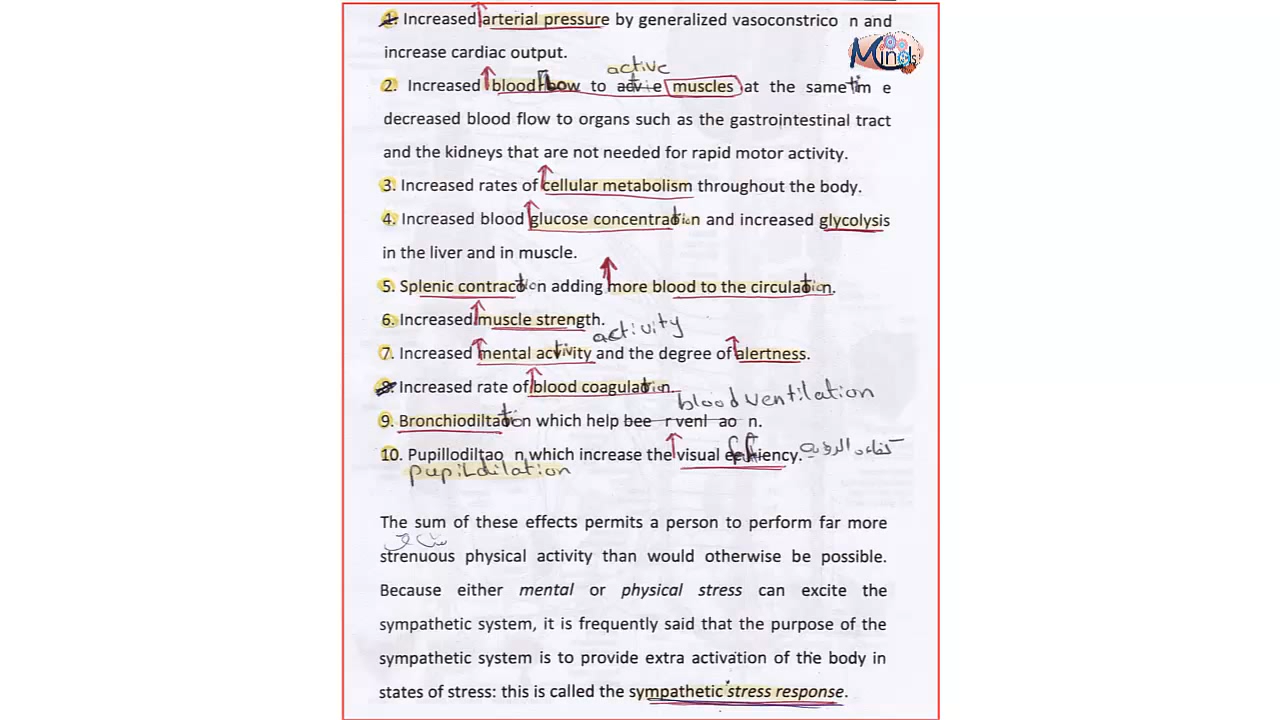 1. Increased arterial pressure by generalized vasoconstrico n and
increase cardiac output.
Minds
active
2. Increased blood flow to advie muscles at the same tim e
decreased blood flow to organs such as the gastrointestinal tract
and the kidneys that are not needed for rapid motor activity.
3. Increased rates of cellular metabolism throughout the body.
4. Increased blood glucose concentration and increased glycolysis
in the liver and in muscle.
5. Splenic contraction adding more blood to the circulation.
6. Increased muscle strength.
activity
7. Increased mental activity and the degree of alertness.
8. Increased rate of blood coagulation.
blood ventilation
9. Bronchiodiltation which help bee r venl ao n.
10. Pupillodiltao n which increase the visual efficiency. كفاءة الرؤية
pupildilation
The sum of these effects permits a person to perform far more
strenuous physical activity than would otherwise be possible.
Because either mental or physical stress can excite the
sympathetic system, it is frequently said that the purpose of the
sympathetic system is to provide extra activation of the body in
states of stress: this is called the sympathetic stress response.